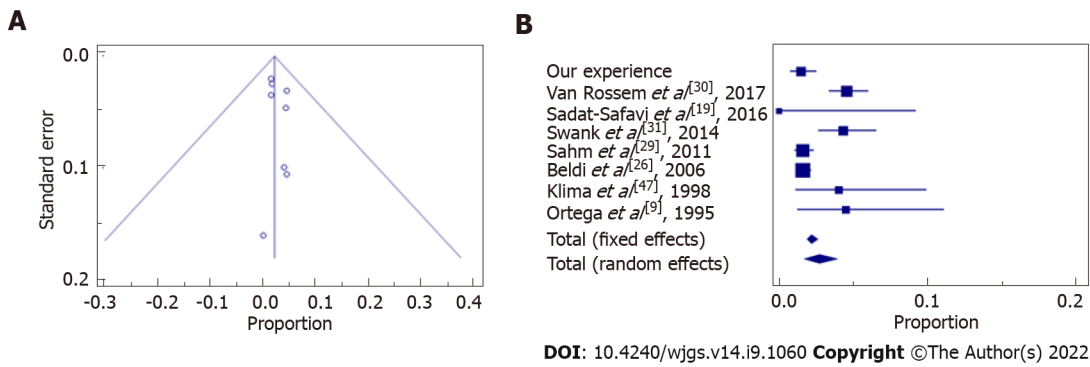 A
0.0
0.1
0.2
Standard error
-0.3 -0.2 -0.1 0.0 0.1 0.2 0.3 0.4
Proportion
B
Our experience
Van Rossem et al[30], 2017
Sadat-Safavi et al[19], 2016
Swank et al[31], 2014
Sahm et al[29], 2011
Beldi et al[26], 2006
Klima et al[47], 1998
Ortega et al[9], 1995
Total (fixed effects)
Total (random effects)
0.0 0.1 0.2
Proportion
DOI: 10.4240/wjgs.v14.i9.1060 Copyright ©The Author(s) 2022